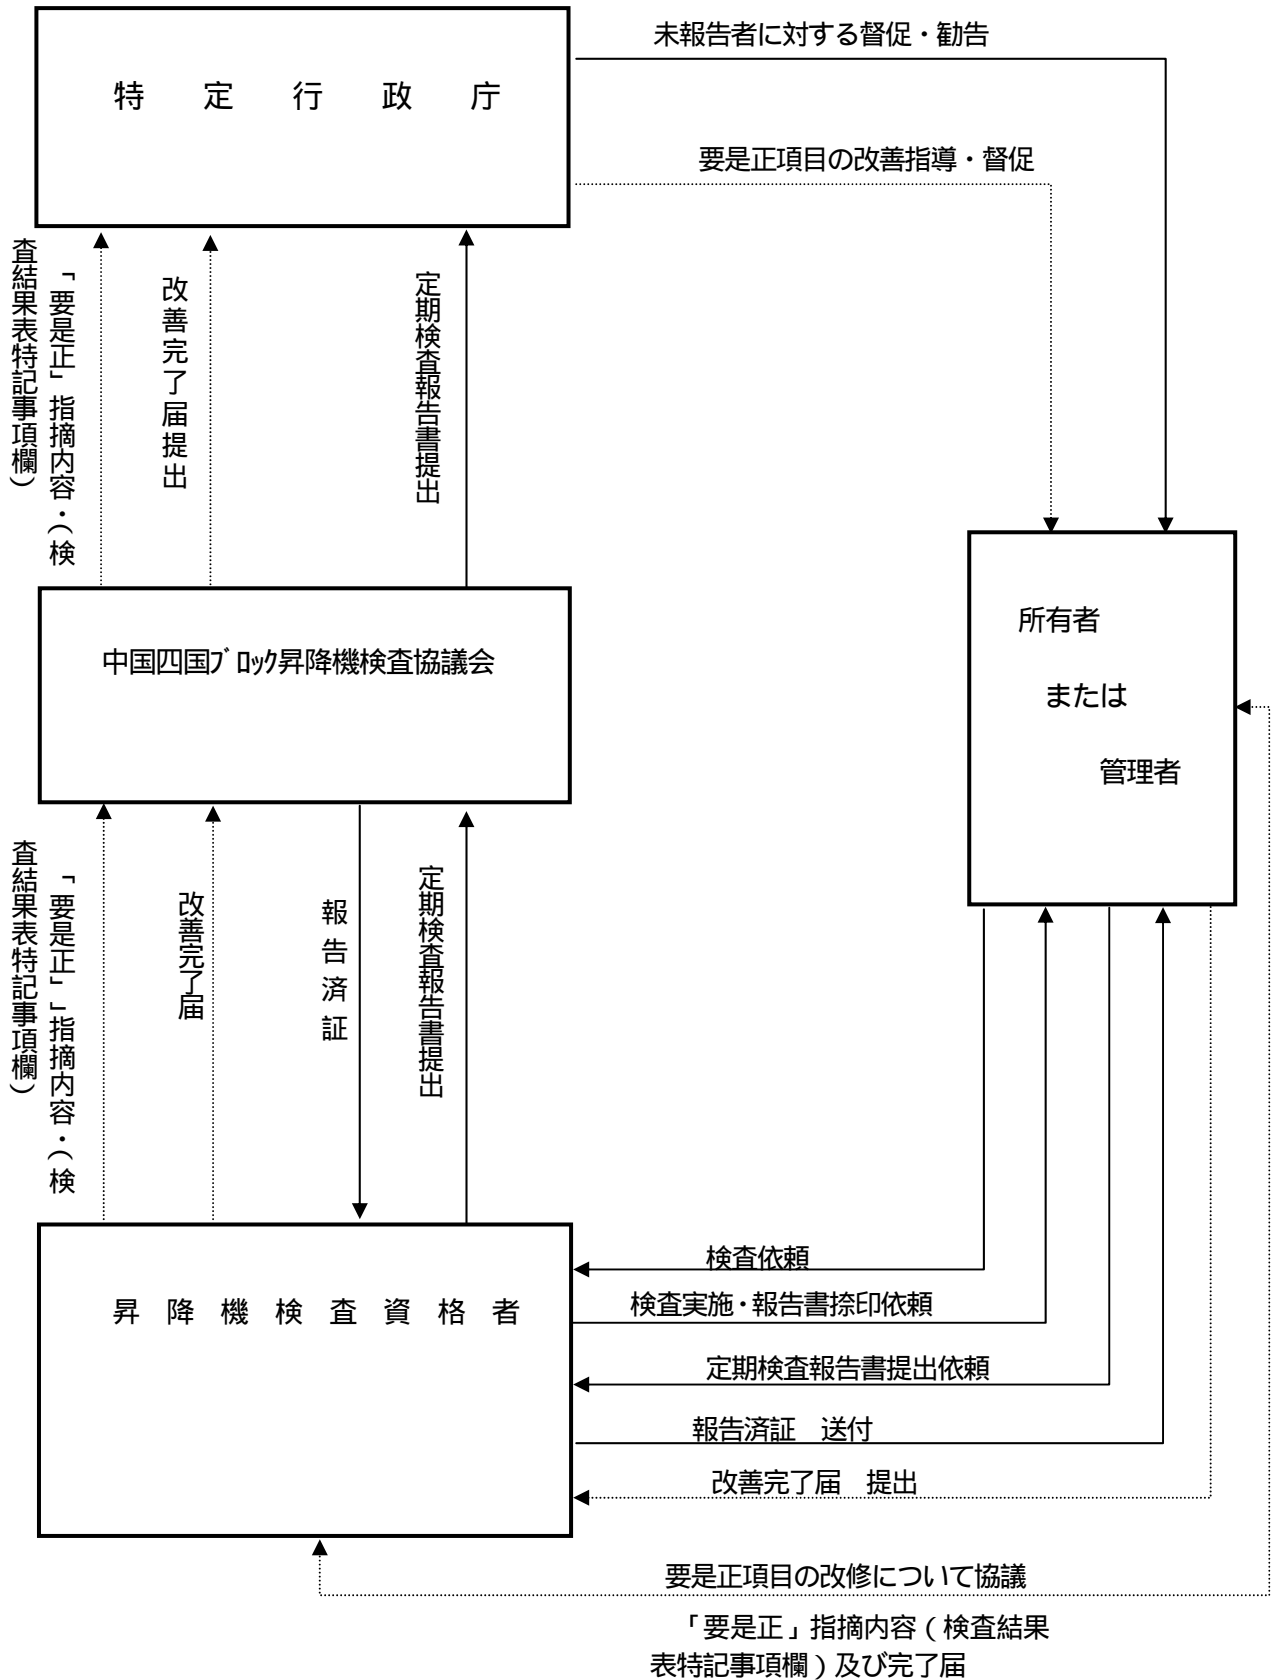 未報告者に対する督促・勧告
特定行政庁
要是正項目の改善指導・督促
「要是正」指摘内容・(検
査結果表特記事項欄)
改善完了届提出
定期検査報告書提出
所有者
または
管理者
中国四国ブロック昇降機検査協議会
「要是正」」指摘内容・(検
査結果表特記事項欄)
改善完了届
報告済証
定期検査報告書提出
検査依頼
昇降機検査資格者
検査実施・報告書捺印依頼
定期検査報告書提出依頼
報告済証　送付
改善完了届　提出
要是正項目の改修について協議
「要是正」指摘内容(検査結果
表特記事項欄)及び完了届